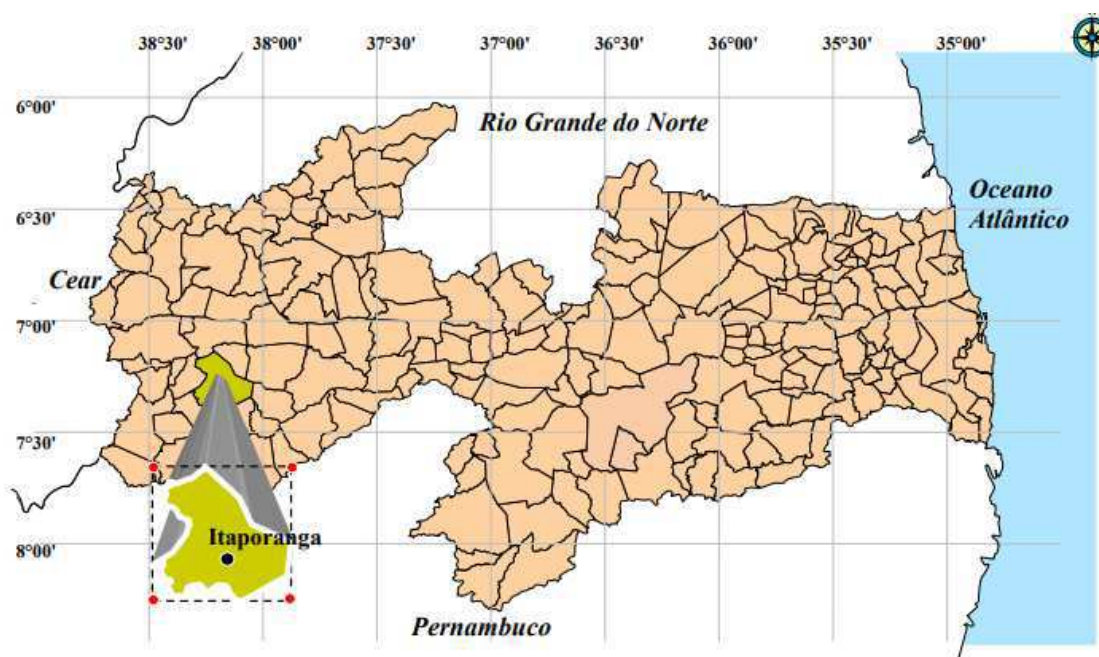 38°30' 38°00' 37°30' 37°00' 36°30' 36°00' 35°30' 35°00'
6°00'
Rio Grande do Norte
6°30'
Oceano
Atlântico
Cear
7°00'
7°30'
Itaporanga
8°00'
Pernambuco